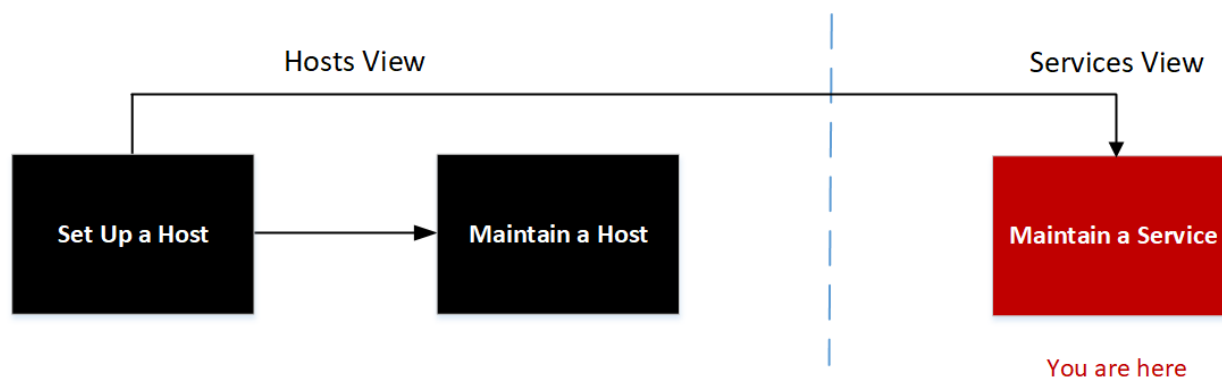 Hosts View
Services View
Set Up a Host
Maintain a Host
Maintain a Service
You are here